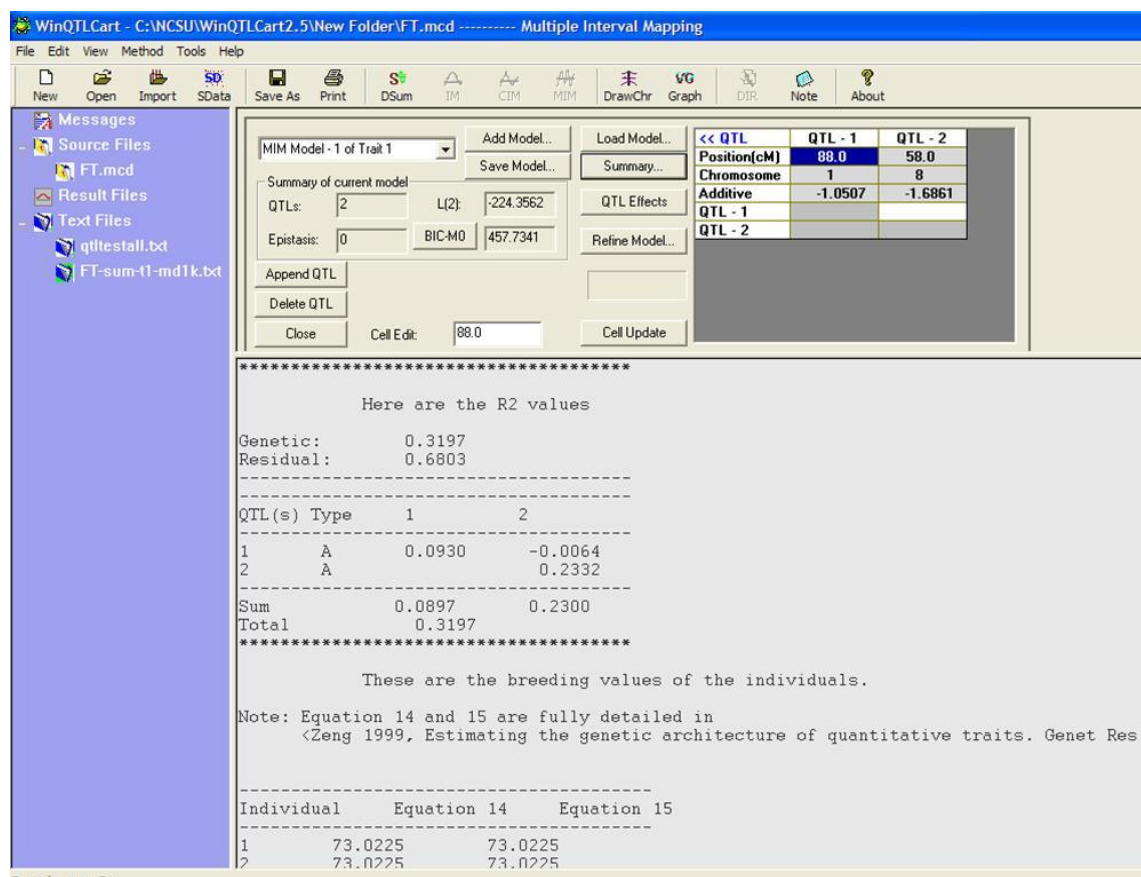 WinQTLCart - C:\NCSU\WinQTLCart2.5\New Folder\FT.mcd ---------- Multiple Interval Mapping
File Edit View Method Tools Help
New Open Import SData Save As Print DSum IM CIM MIM DrawChr Graph DIR Note About
Messages
Source Files
FT.mcd
Result Files
Text Files
qtltestall.txt
FT-sum-t1-md1k.txt
MIM Model - 1 of Trait 1
Add Model...
Load Model...
Save Model...
Summary...
Summary of current model
QTLs: 2 L(2): -224.3562
QTL Effects
Epistasis: 0 BIC-M0 457.7341
Refine Model...
Append QTL
Delete QTL
Close Cell Edit: 88.0 Cell Update
<< QTL QTL - 1 QTL - 2
Position(cM) 88.0 58.0
Chromosome 1 8
Additive -1.0507 -1.6861
QTL - 1
QTL - 2
***************************************
Here are the R2 values
Genetic: 0.3197
Residual: 0.6803
---------------------------------------
---------------------------------------
QTL(s) Type 1 2
---------------------------------------
1 A 0.0930 -0.0064
2 A 0.2332
---------------------------------------
Sum 0.0897 0.2300
Total 0.3197
***************************************
These are the breeding values of the individuals.
Note: Equation 14 and 15 are fully detailed in
<Zeng 1999, Estimating the genetic architecture of quantitative traits. Genet Res
-----------------------------------------
Individual Equation 14 Equation 15
-----------------------------------------
1 73.0225 73.0225
2 73.0225 73.0225